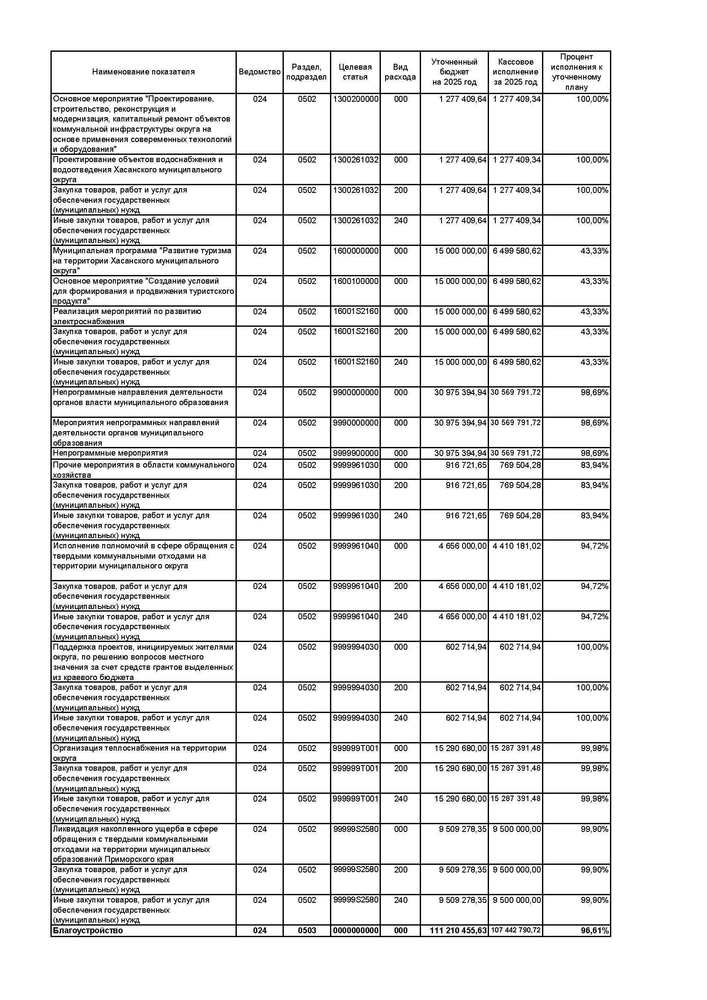 Наименование показателя Ведомство Раздел, подраздел Целевая статья Вид расхода Уточненный бюджет на 2025 год Кассовое исполнение за 2025 год Процент исполнения к уточненному плану
Основное мероприятие "Проектирование, 024 0502 1300200000 000 1 277 409,64 1 277 409,34 100,00%
строительство, реконструкция и
модернизация, капитальный ремонт объектов
коммунальной инфраструктуры округа на
основе применения соверемeнных технологий
и оборудования"
Проектирование объектов водоснабжения и 024 0502 1300261032 000 1 277 409,64 1 277 409,34 100,00%
водоотведения Хасанского муниципального
округа
Закупка товаров, работ и услуг для 024 0502 1300261032 200 1 277 409,64 1 277 409,34 100,00%
обеспечения государственных
(муниципальных) нужд
Иные закупки товаров, работ и услуг для 024 0502 1300261032 240 1 277 409,64 1 277 409,34 100,00%
обеспечения государственных
(муниципальных) нужд
Муниципальная программа "Развитие туризма 024 0502 1600000000 000 15 000 000,00 6 499 580,62 43,33%
на территории Хасанского муниципального
округа"
Основное мероприятие "Создание условий 024 0502 1600100000 000 15 000 000,00 6 499 580,62 43,33%
для формирования и продвижения туристского
продукта"
Реализация мероприятий по развитию 024 0502 16001S2160 000 15 000 000,00 6 499 580,62 43,33%
электроснабжения
Закупка товаров, работ и услуг для 024 0502 16001S2160 200 15 000 000,00 6 499 580,62 43,33%
обеспечения государственных
(муниципальных) нужд
Иные закупки товаров, работ и услуг для 024 0502 16001S2160 240 15 000 000,00 6 499 580,62 43,33%
обеспечения государственных
(муниципальных) нужд
Непрограммные направления деятельности 024 0502 9900000000 000 30 975 394,94 30 569 791,72 98,69%
органов власти муниципального образования
Мероприятия непрограммных направлений 024 0502 9990000000 000 30 975 394,94 30 569 791,72 98,69%
деятельности органов муниципального
образования
Непрограммные мероприятия 024 0502 9999900000 000 30 975 394,94 30 569 791,72 98,69%
Прочие мероприятия в области коммунального 024 0502 9999961030 000 916 721,65 769 504,28 83,94%
хозяйства
Закупка товаров, работ и услуг для 024 0502 9999961030 200 916 721,65 769 504,28 83,94%
обеспечения государственных
(муниципальных) нужд
Иные закупки товаров, работ и услуг для 024 0502 9999961030 240 916 721,65 769 504,28 83,94%
обеспечения государственных
(муниципальных) нужд
Исполнение полномочий в сфере обращения с 024 0502 9999961040 000 4 656 000,00 4 410 181,02 94,72%
твердыми коммунальными отходами на
территории муниципального округа
Закупка товаров, работ и услуг для 024 0502 9999961040 200 4 656 000,00 4 410 181,02 94,72%
обеспечения государственных
(муниципальных) нужд
Иные закупки товаров, работ и услуг для 024 0502 9999961040 240 4 656 000,00 4 410 181,02 94,72%
обеспечения государственных
(муниципальных) нужд
Поддержка проектов, инициируемых жителями 024 0502 9999994030 000 602 714,94 602 714,94 100,00%
округа, по решению вопросов местного
значения за счет средств грантов выделенных
из краевого бюджета
Закупка товаров, работ и услуг для 024 0502 9999994030 200 602 714,94 602 714,94 100,00%
обеспечения государственных
(муниципальных) нужд
Иные закупки товаров, работ и услуг для 024 0502 9999994030 240 602 714,94 602 714,94 100,00%
обеспечения государственных
(муниципальных) нужд
Организация теплоснабжения на территории 024 0502 999999Т001 000 15 290 680,00 15 287 391,48 99,98%
округа
Закупка товаров, работ и услуг для 024 0502 999999Т001 200 15 290 680,00 15 287 391,48 99,98%
обеспечения государственных
(муниципальных) нужд
Иные закупки товаров, работ и услуг для 024 0502 999999Т001 240 15 290 680,00 15 287 391,48 99,98%
обеспечения государственных
(муниципальных) нужд
Ликвидация накопленного ущерба в сфере 024 0502 99999S2580 000 9 509 278,35 9 500 000,00 99,90%
обращения с твердыми коммунальными
отходами на территории муниципальных
образований Приморского края
Закупка товаров, работ и услуг для 024 0502 99999S2580 200 9 509 278,35 9 500 000,00 99,90%
обеспечения государственных
(муниципальных) нужд
Иные закупки товаров, работ и услуг для 024 0502 99999S2580 240 9 509 278,35 9 500 000,00 99,90%
обеспечения государственных
(муниципальных) нужд
Благоустройство 024 0503 0000000000 000 111 210 455,63 107 442 790,72 96,61%